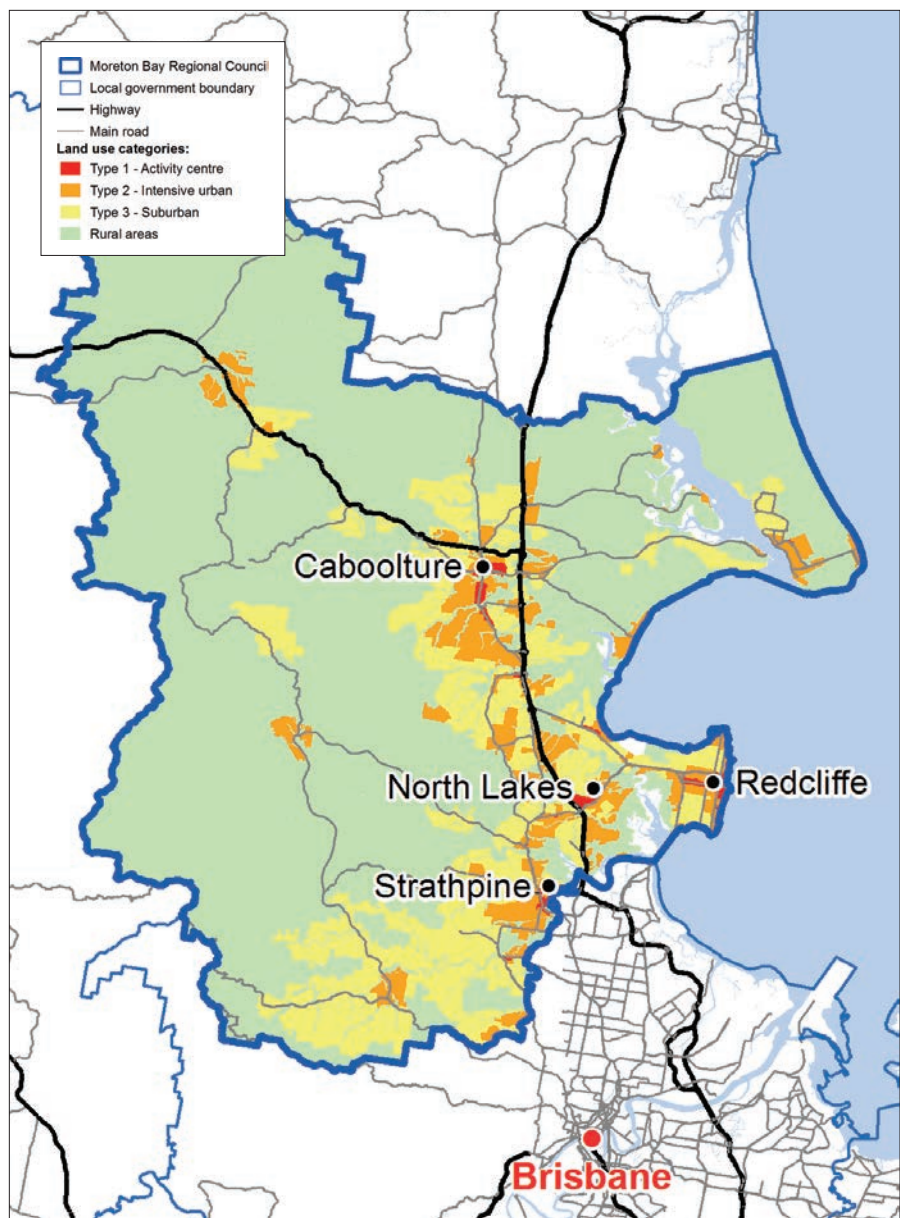 Moreton Bay Regional Council
Local government boundary
Highway
Main road
Land use categories:
Type 1 - Activity centre
Type 2 - Intensive urban
Type 3 - Suburban
Rural areas
Caboolture
North Lakes
Redcliffe
Strathpine
Brisbane